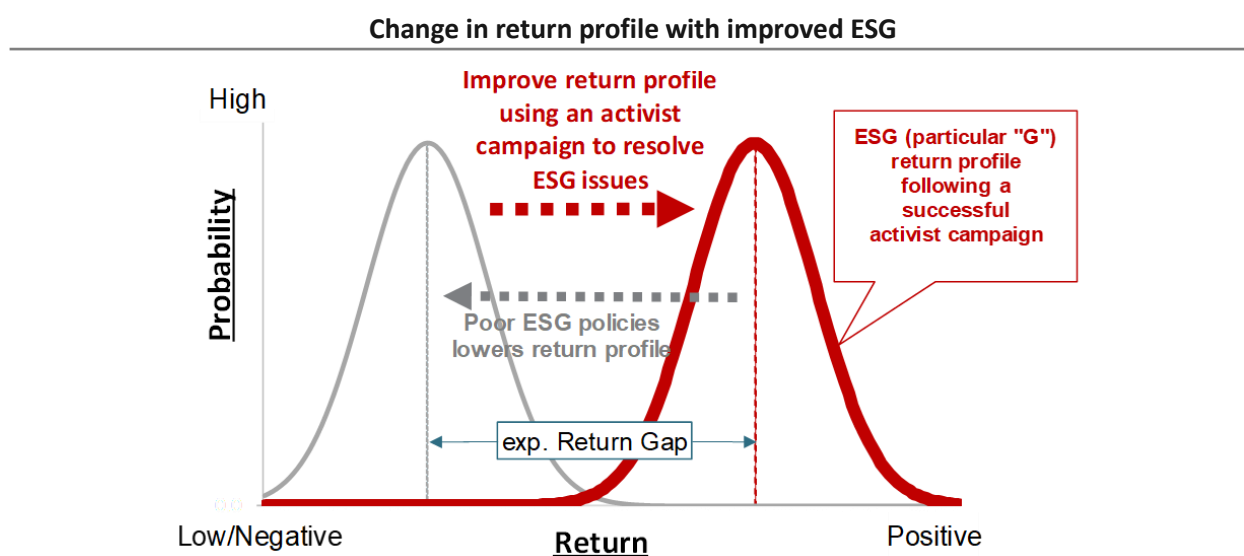 Change in return profile with improved ESG
High
Improve return profile
using an activist
campaign to resolve
ESG issues
ESG (particular "G")
return profile
following a
successful
activist campaign
Probability
Poor ESG policies
lowers return profile
exp. Return Gap
Low/Negative
Return
Positive